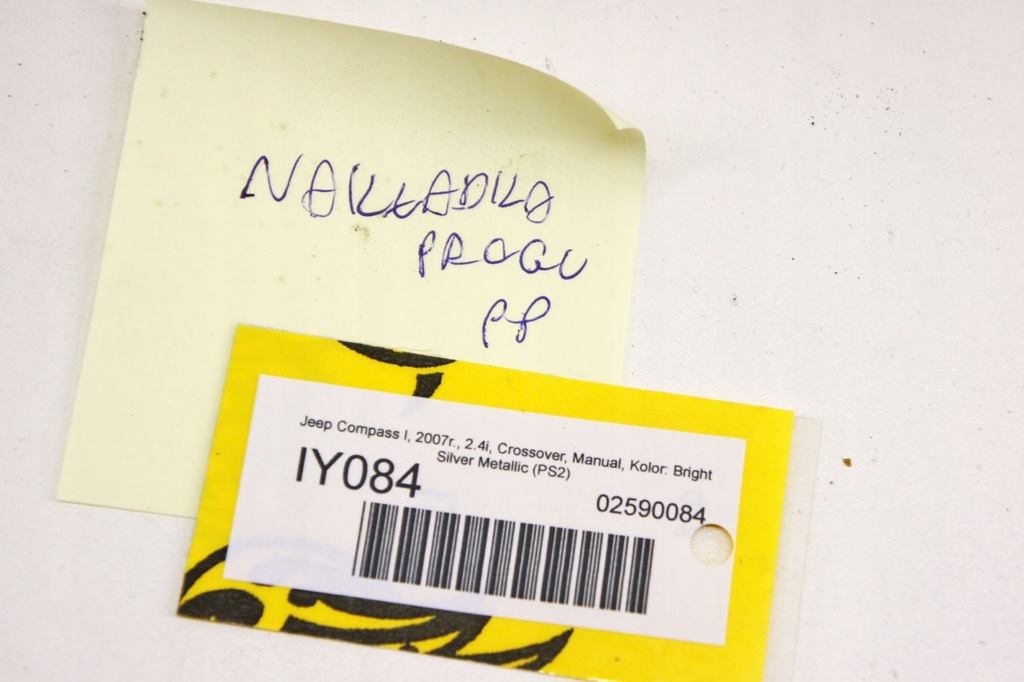 NAKŁADKA
PROGU
PP
Jeep Compass I, 2007r., 2.4i, Crossover, Manual, Kolor: Bright
Silver Metallic (PS2)
IY084
02590084